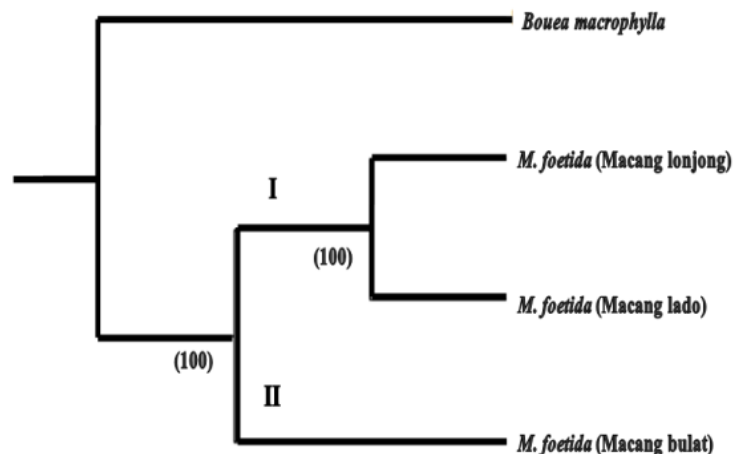 Bouea macrophylla
M. foetida (Macang lonjong)
I
(100)
M. foetida (Macang lado)
(100)
II
M. foetida (Macang bulat)